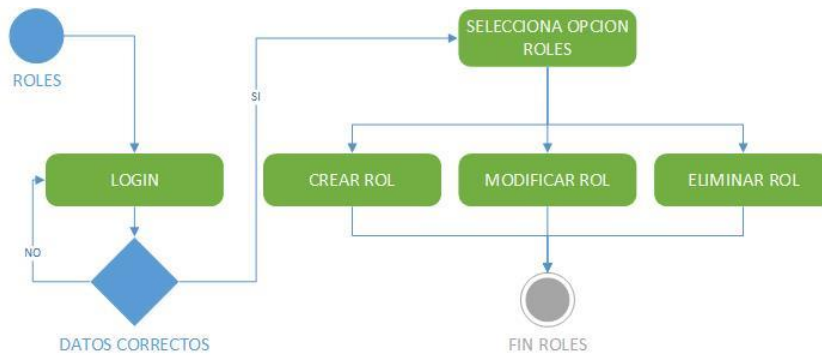 SELECCIONA OPCION
ROLES
ROLES
SI
LOGIN
CREAR ROL
MODIFICAR ROL
ELIMINAR ROL
NO
DATOS CORRECTOS
FIN ROLES